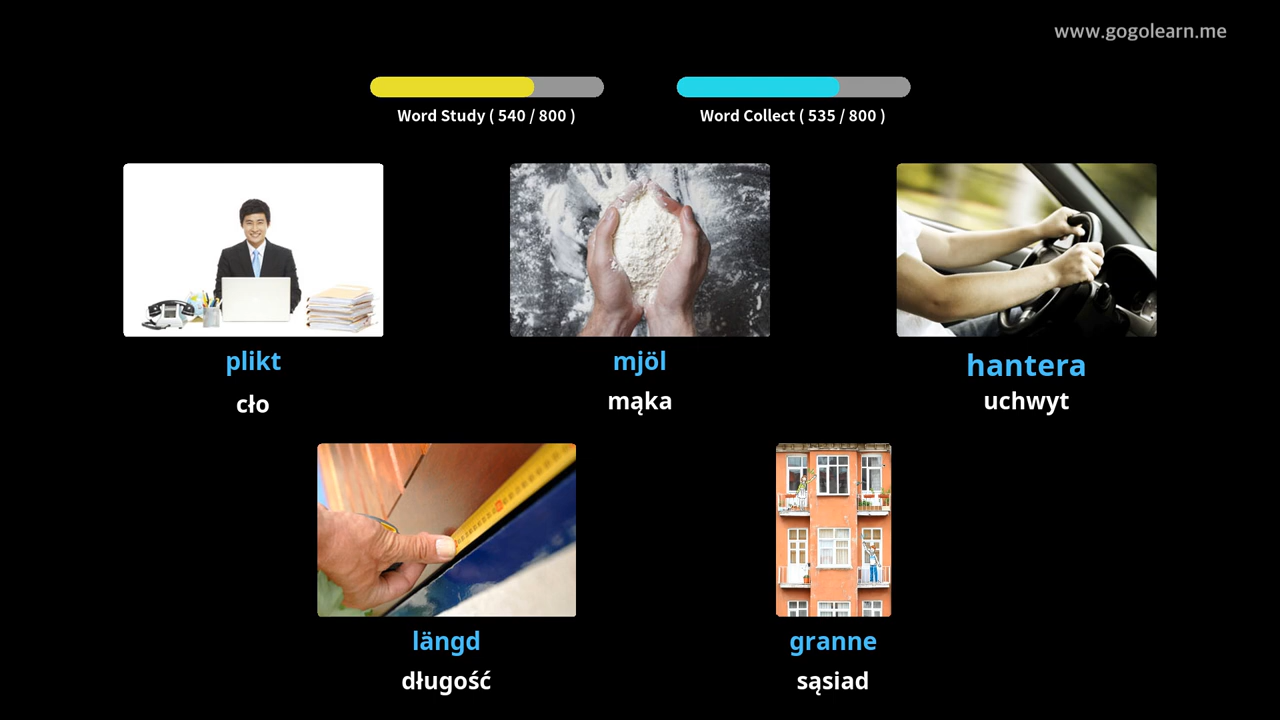 www.gogolearn.me
Word Study ( 540 / 800 )
Word Collect ( 535 / 800 )
plikt
cło
mjöl
mąka
hantera
uchwyt
längd
długość
granne
sąsiad